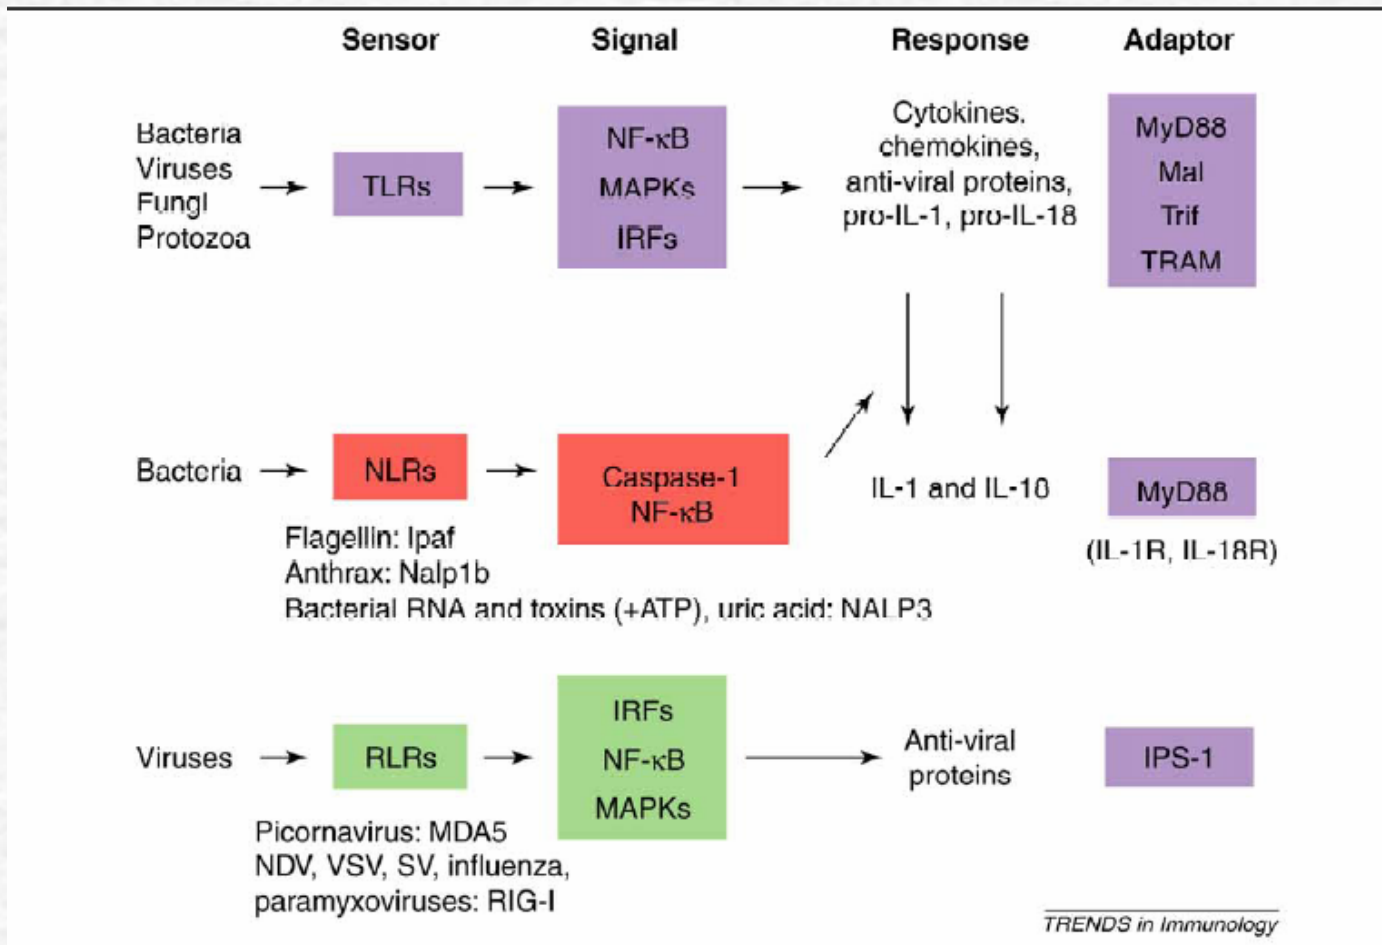 Sensor Signal Response Adaptor
Bacteria
Viruses
Fungi
Protozoa
TLRs
NF-κB
MAPKs
IRFs
Cytokines.
chemokines,
anti-viral proteins,
pro-IL-1, pro-IL-18
MyD88
Mal
Trif
TRAM
Bacteria
NLRs
Caspase-1
NF-κB
IL-1 and IL-18
MyD88
(IL-1R, IL-18R)
Flagellin: Ipaf
Anthrax: Nalp1b
Bacterial RNA and toxins (+ATP), uric acid: NALP3
Viruses
RLRs
IRFs
NF-κB
MAPKs
Anti-viral
proteins
IPS-1
Picornavirus: MDA5
NDV, VSV, SV, influenza,
paramyxoviruses: RIG-I
TRENDS in Immunology